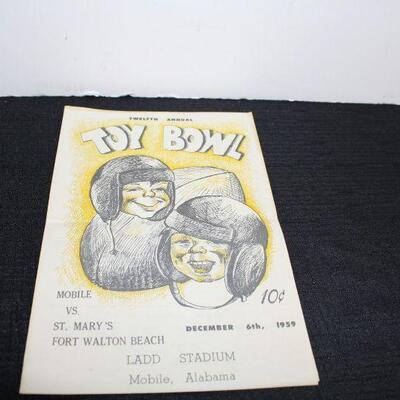 TWELFTH ANNUAL
TOY BOWL
10¢
MOBILE
VS.
ST. MARY'S
FORT WALTON BEACH
DECEMBER 6th, 1959
LADD STADIUM
Mobile, Alabama